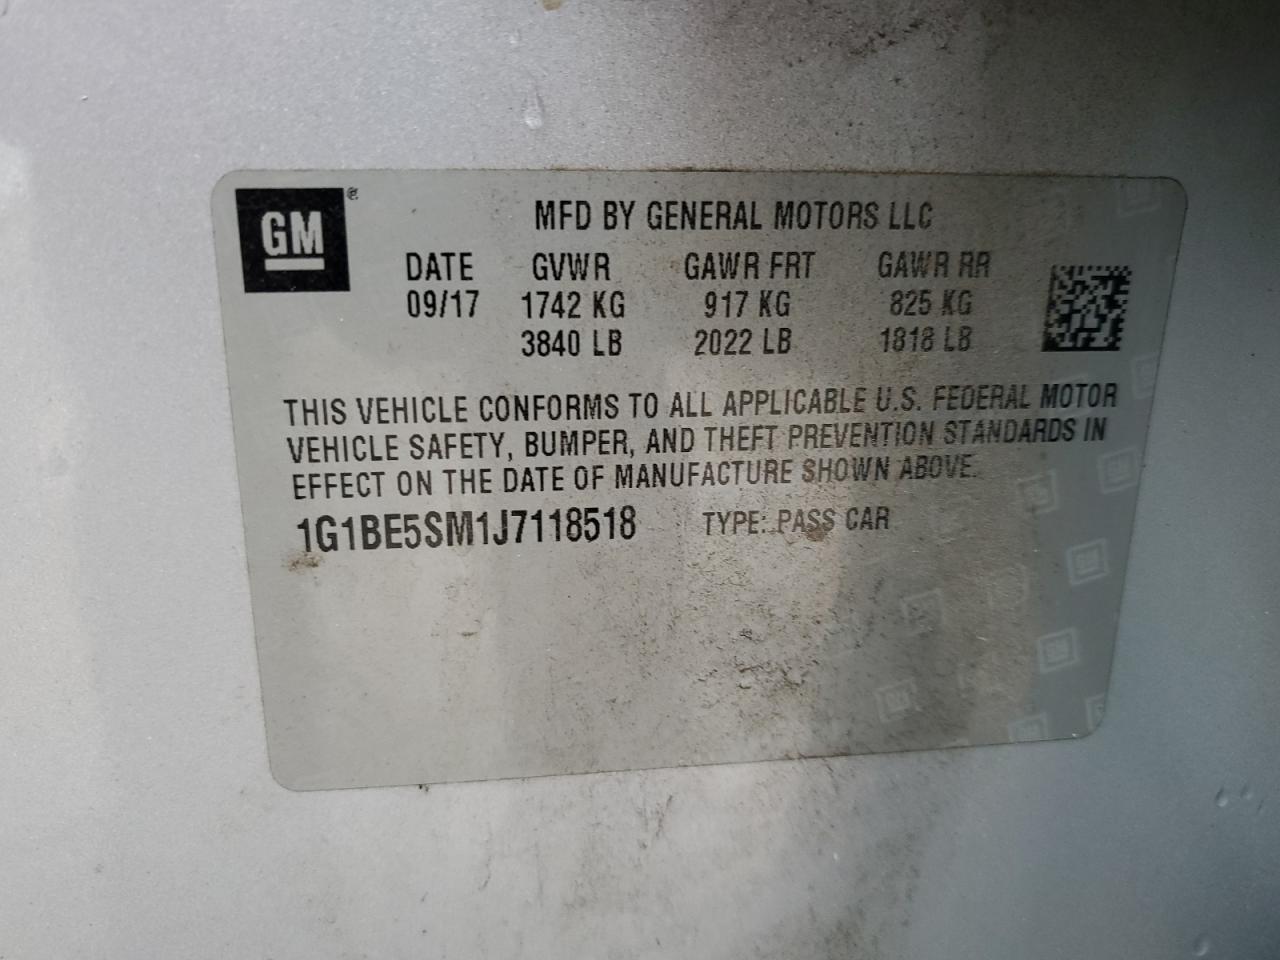 GM ®
MFD BY GENERAL MOTORS LLC
DATE GVWR GAWR FRT GAWR RR
09/17 1742 KG 917 KG 825 KG
3840 LB 2022 LB 1818 LB
THIS VEHICLE CONFORMS TO ALL APPLICABLE U.S. FEDERAL MOTOR
VEHICLE SAFETY, BUMPER, AND THEFT PREVENTION STANDARDS IN
EFFECT ON THE DATE OF MANUFACTURE SHOWN ABOVE.
1G1BE5SM1J7118518 TYPE: PASS CAR